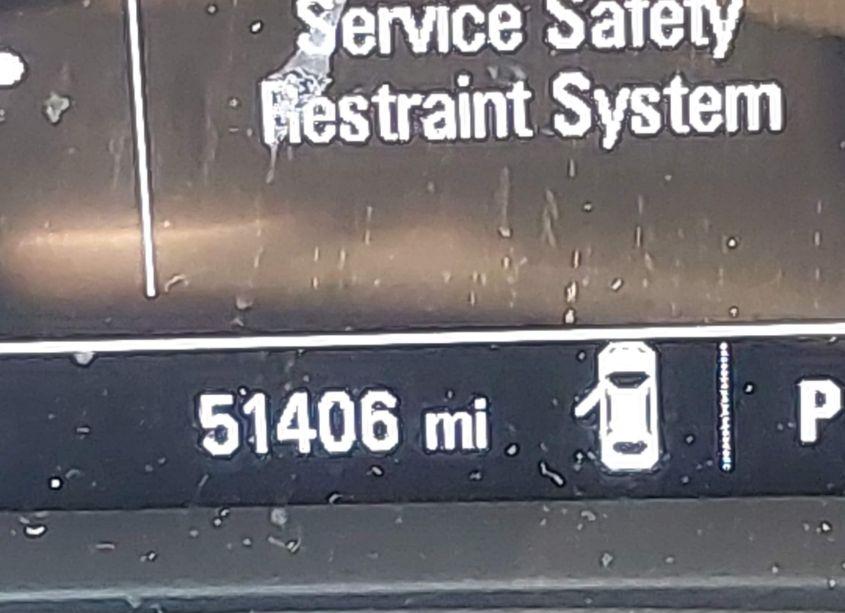 Service Safety
Restraint System
51406 mi
P